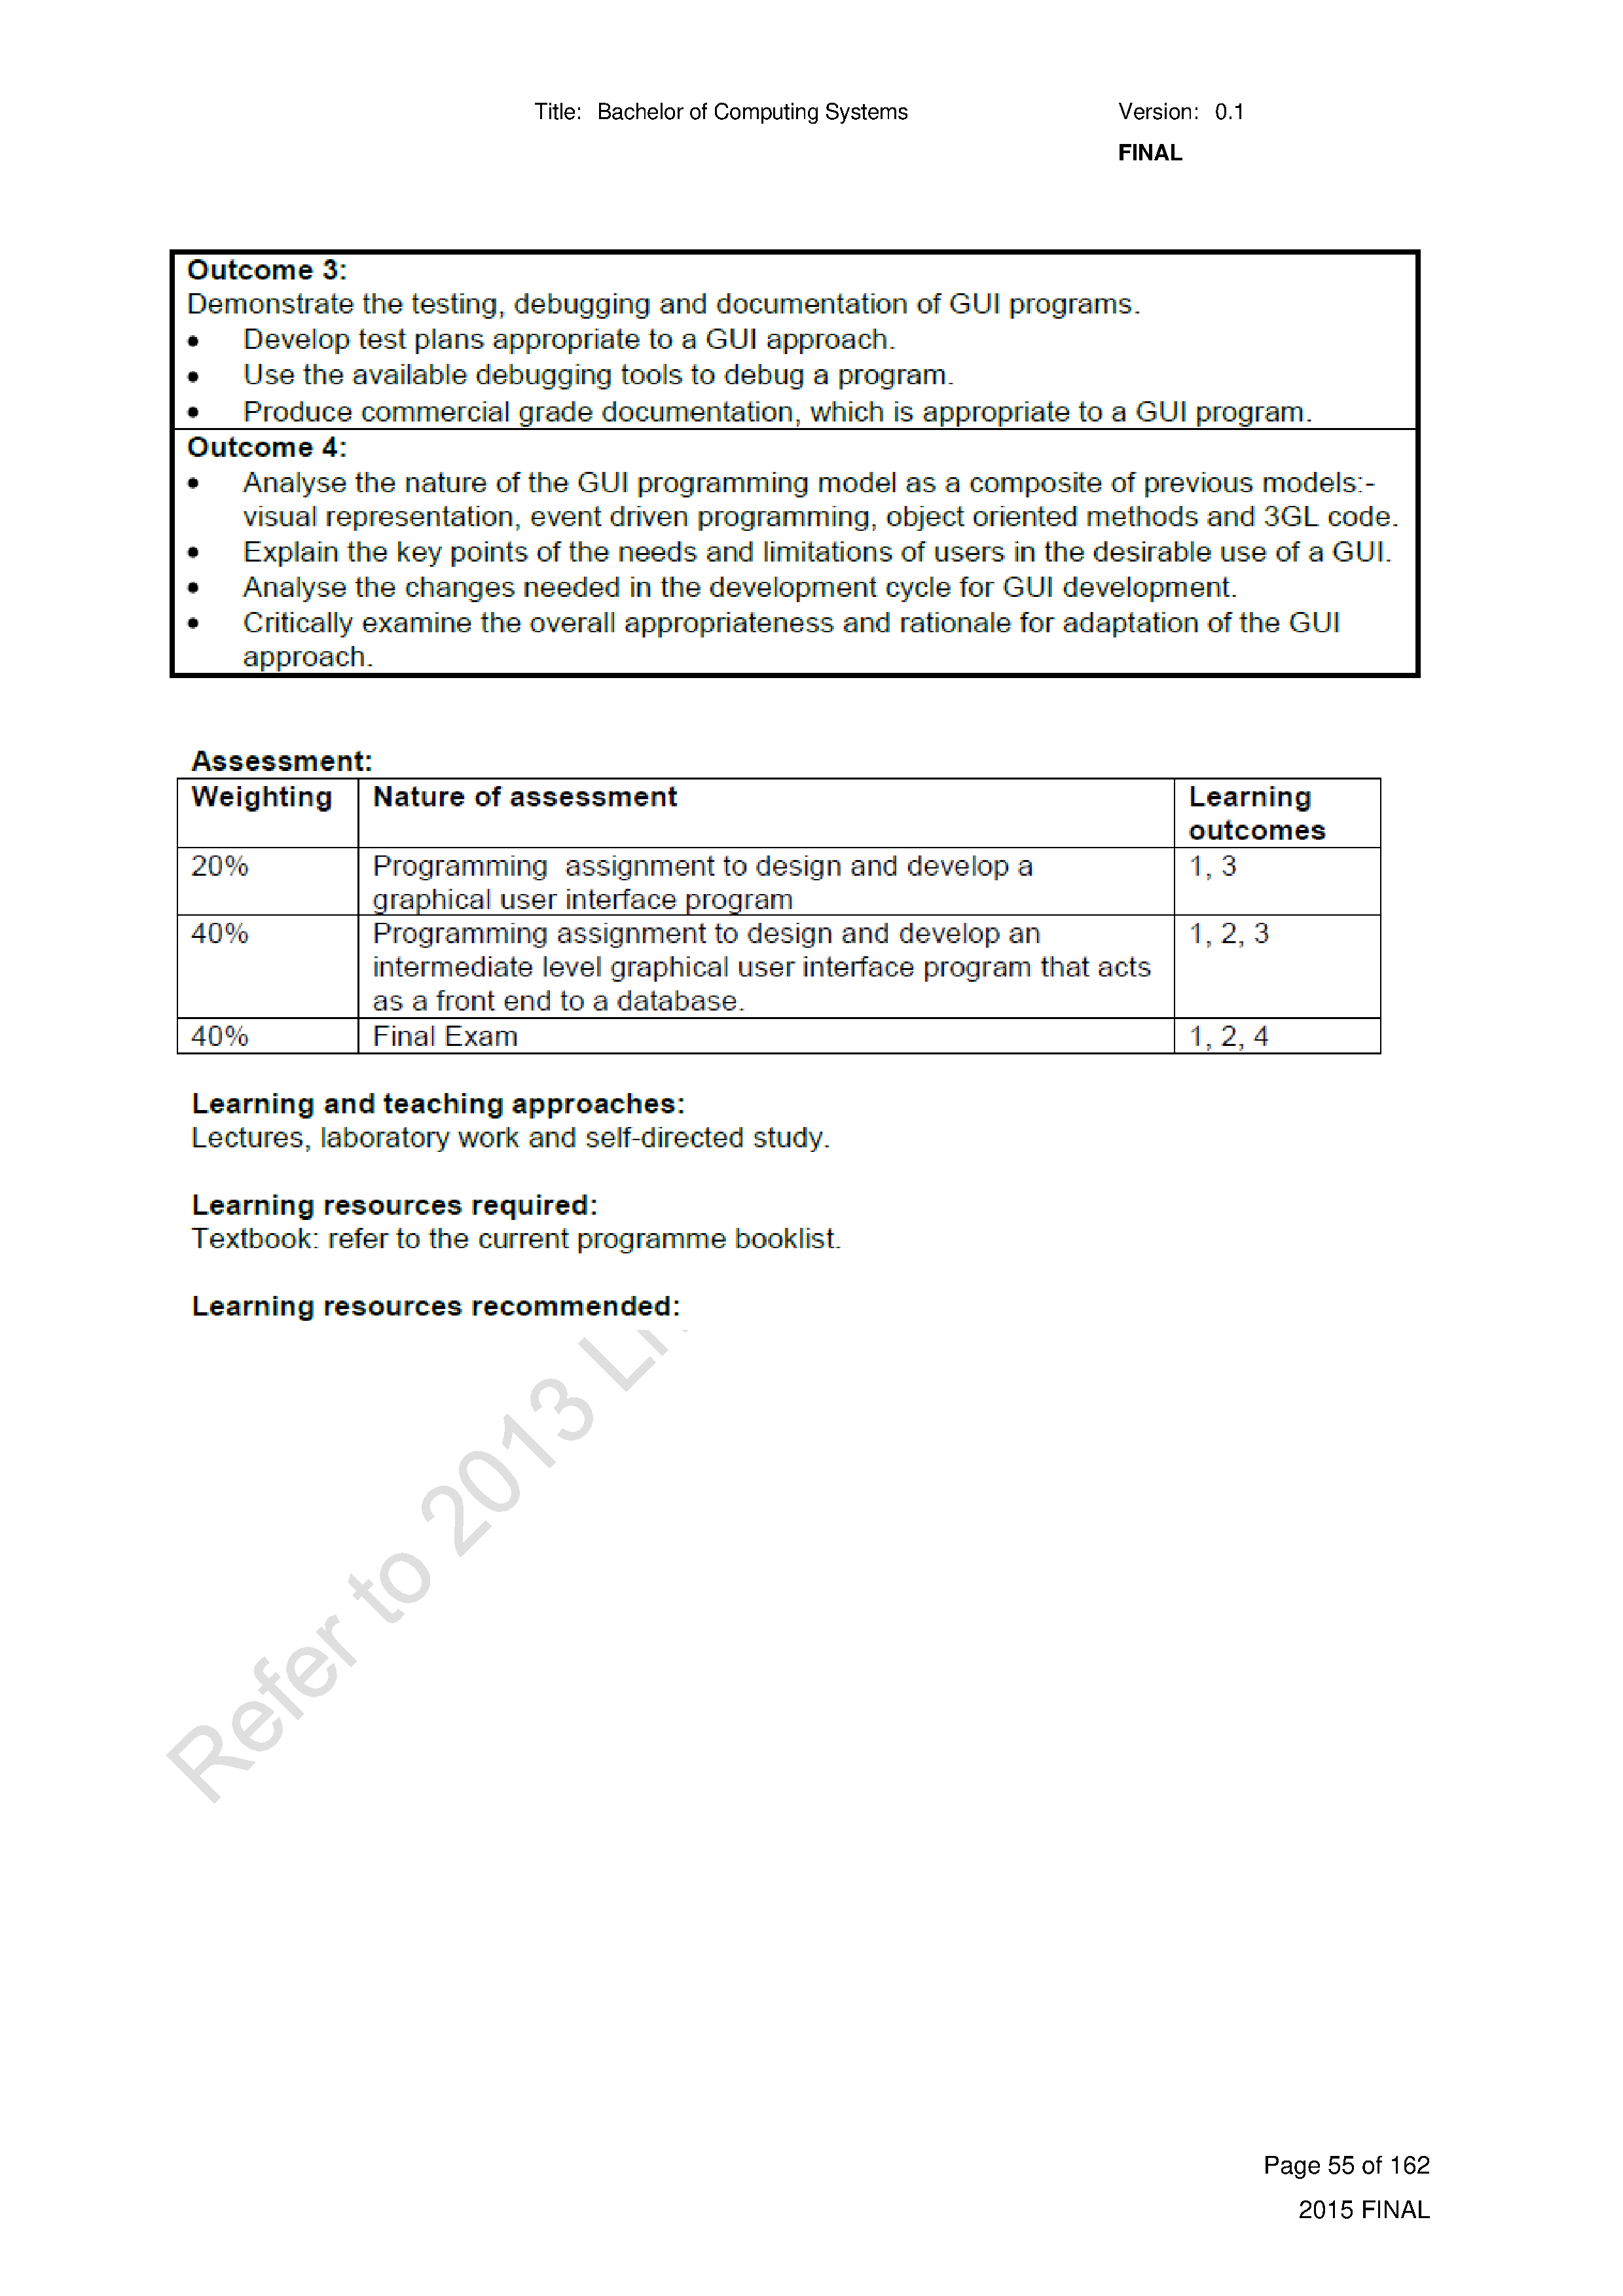 Title: Bachelor of Computing Systems Version: 0.1
FINAL
Outcome 3:
Demonstrate the testing, debugging and documentation of GUI programs.
• Develop test plans appropriate to a GUI approach.
• Use the available debugging tools to debug a program.
• Produce commercial grade documentation, which is appropriate to a GUI program.
Outcome 4:
• Analyse the nature of the GUI programming model as a composite of previous models:-
visual representation, event driven programming, object oriented methods and 3GL code.
• Explain the key points of the needs and limitations of users in the desirable use of a GUI.
• Analyse the changes needed in the development cycle for GUI development.
• Critically examine the overall appropriateness and rationale for adaptation of the GUI
approach.
Assessment:
Weighting Nature of assessment Learning
outcomes
20% Programming assignment to design and develop a 1, 3
graphical user interface program
40% Programming assignment to design and develop an 1, 2, 3
intermediate level graphical user interface program that acts
as a front end to a database.
40% Final Exam 1, 2, 4
Learning and teaching approaches:
Lectures, laboratory work and self-directed study.
Learning resources required:
Textbook: refer to the current programme booklist.
Learning resources recommended:
Refer to 2013
Page 55 of 162
2015 FINAL